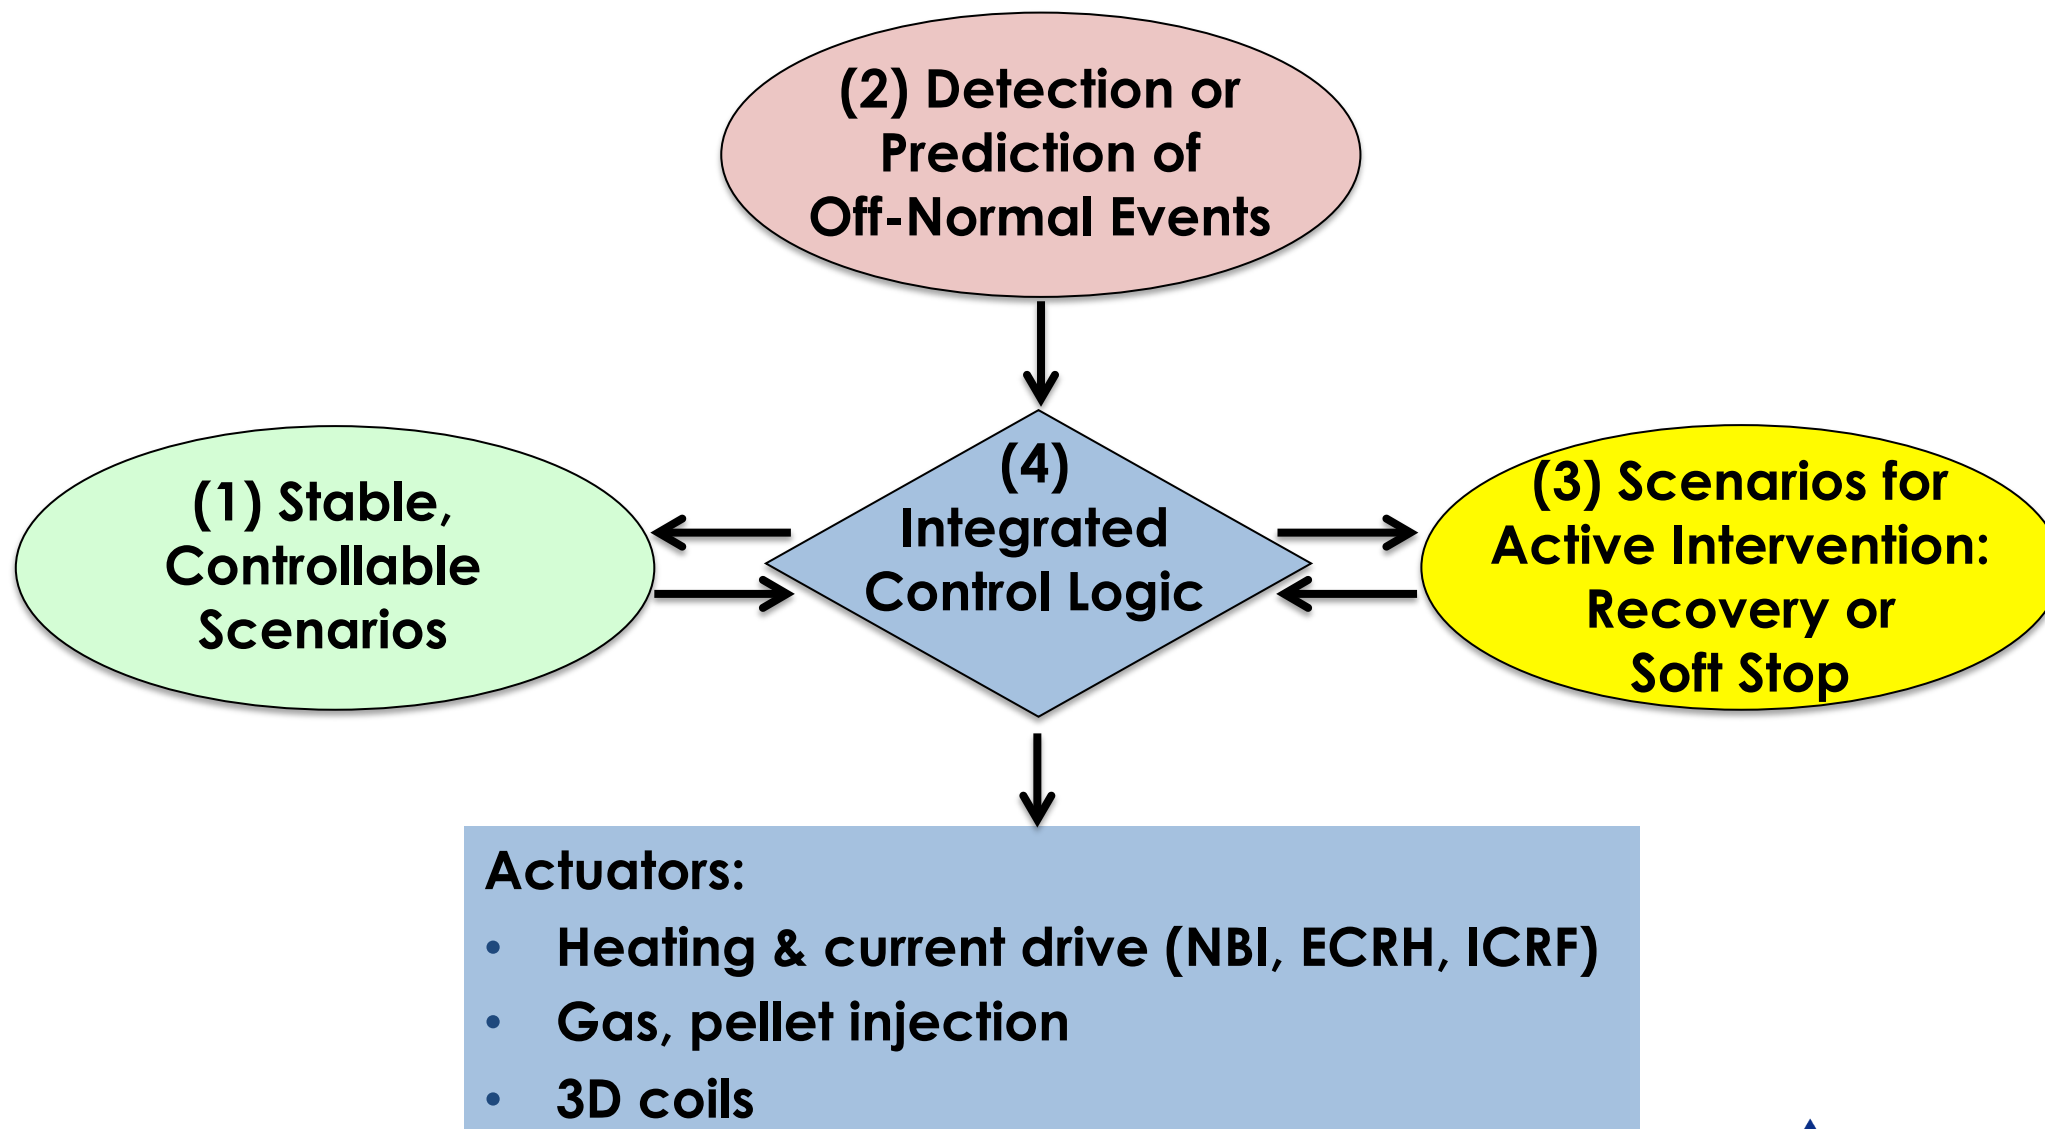 (2) Detection or
Prediction of
Off-Normal Events
(1) Stable,
Controllable
Scenarios
(4)
Integrated
Control Logic
(3) Scenarios for
Active Intervention:
Recovery or
Soft Stop
Actuators:
• Heating & current drive (NBI, ECRH, ICRF)
• Gas, pellet injection
• 3D coils